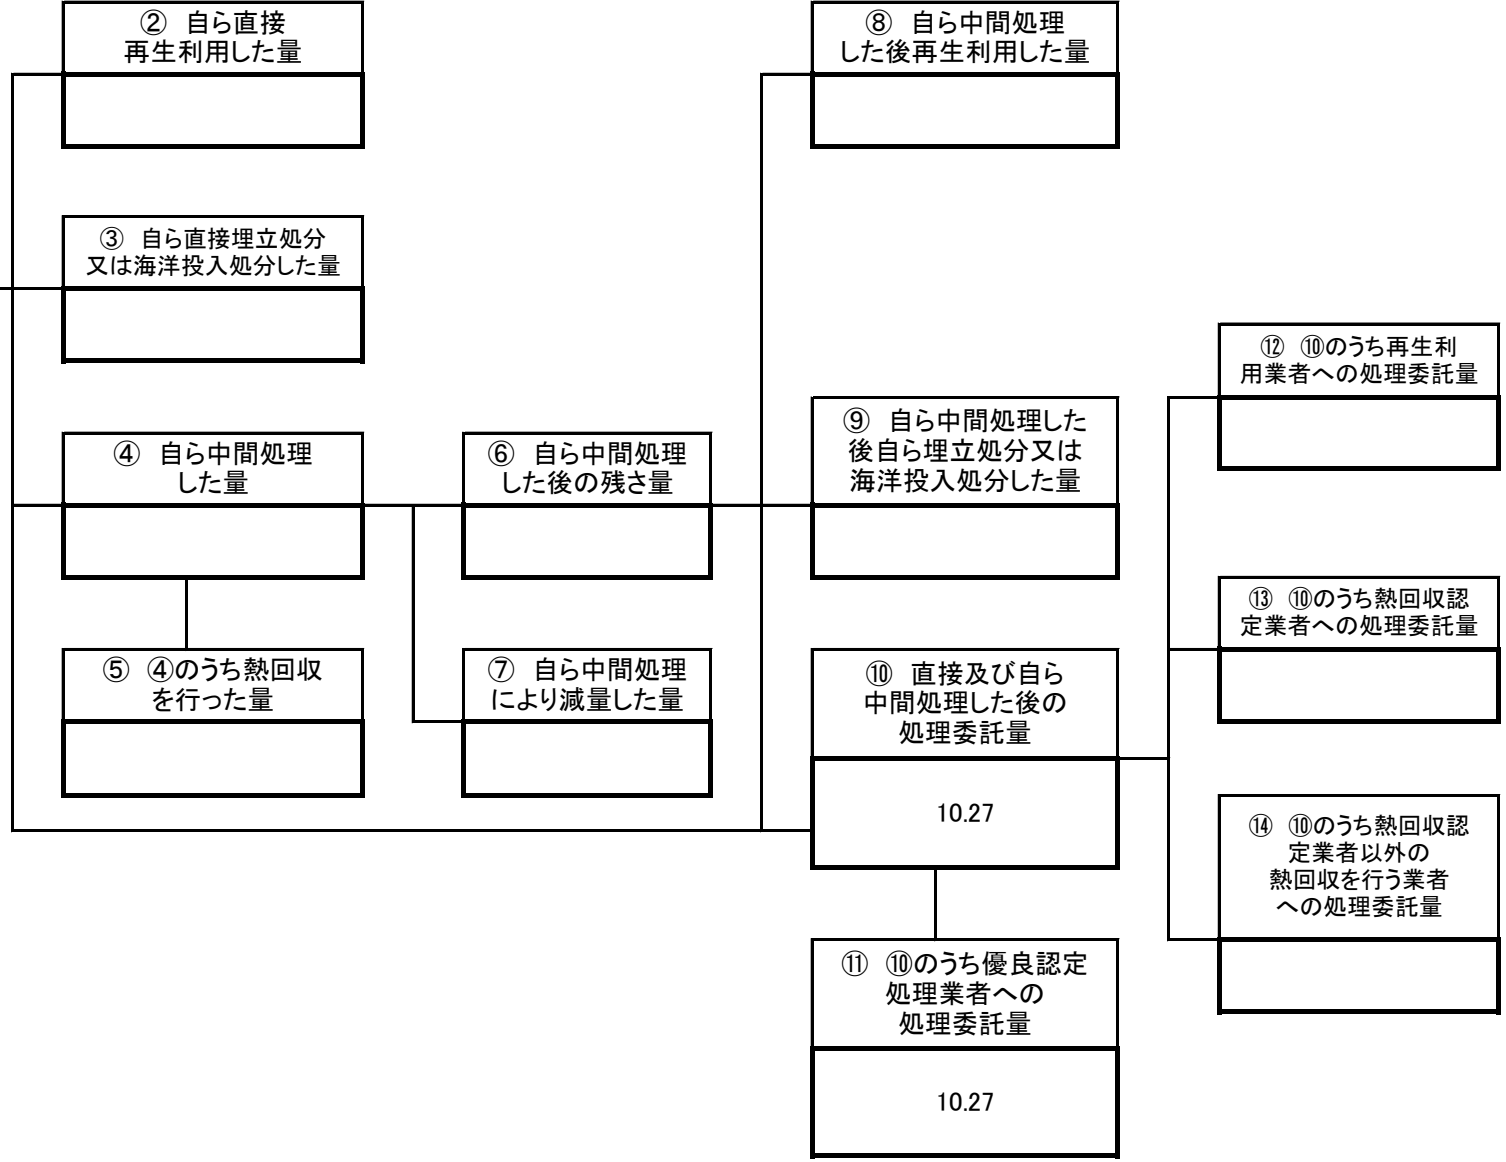 ② 自ら直接
再生利用した量
⑧ 自ら中間処理
した後再生利用した量
③ 自ら直接埋立処分
又は海洋投入処分した量
⑫ ⑩のうち再生利
用業者への処理委託量
④ 自ら中間処理
した量
⑥ 自ら中間処理
した後の残さ量
⑨ 自ら中間処理した
後自ら埋立処分又は
海洋投入処分した量
⑬ ⑩のうち熱回収認
定業者への処理委託量
⑤ ④のうち熱回収
を行った量
⑦ 自ら中間処理
により減量した量
⑩ 直接及び自ら
中間処理した後の
処理委託量
10.27
⑭ ⑩のうち熱回収認
定業者以外の
熱回収を行う業者
への処理委託量
⑪ ⑩のうち優良認定
処理業者への
処理委託量
10.27